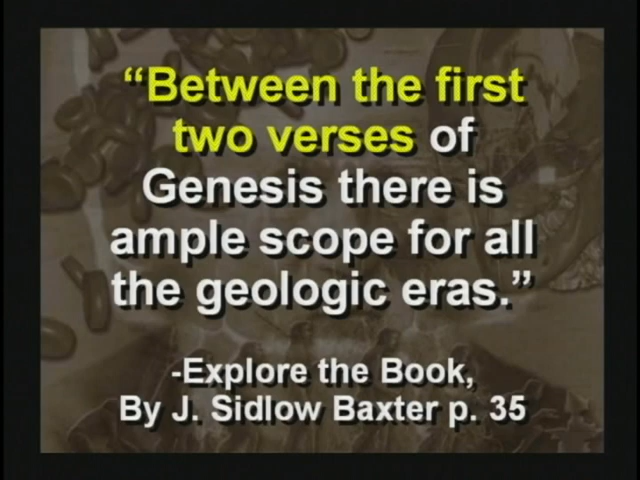 “Between the first
two verses of
Genesis there is
ample scope for all
the geologic eras.”
-Explore the Book,
By J. Sidlow Baxter p. 35